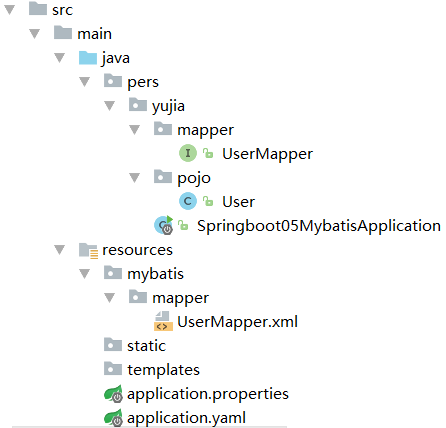 src
main
java
pers
yujia
mapper
UserMapper
pojo
User
Springboot05MybatisApplication
resources
mybatis
mapper
UserMapper.xml
static
templates
application.properties
application.yaml